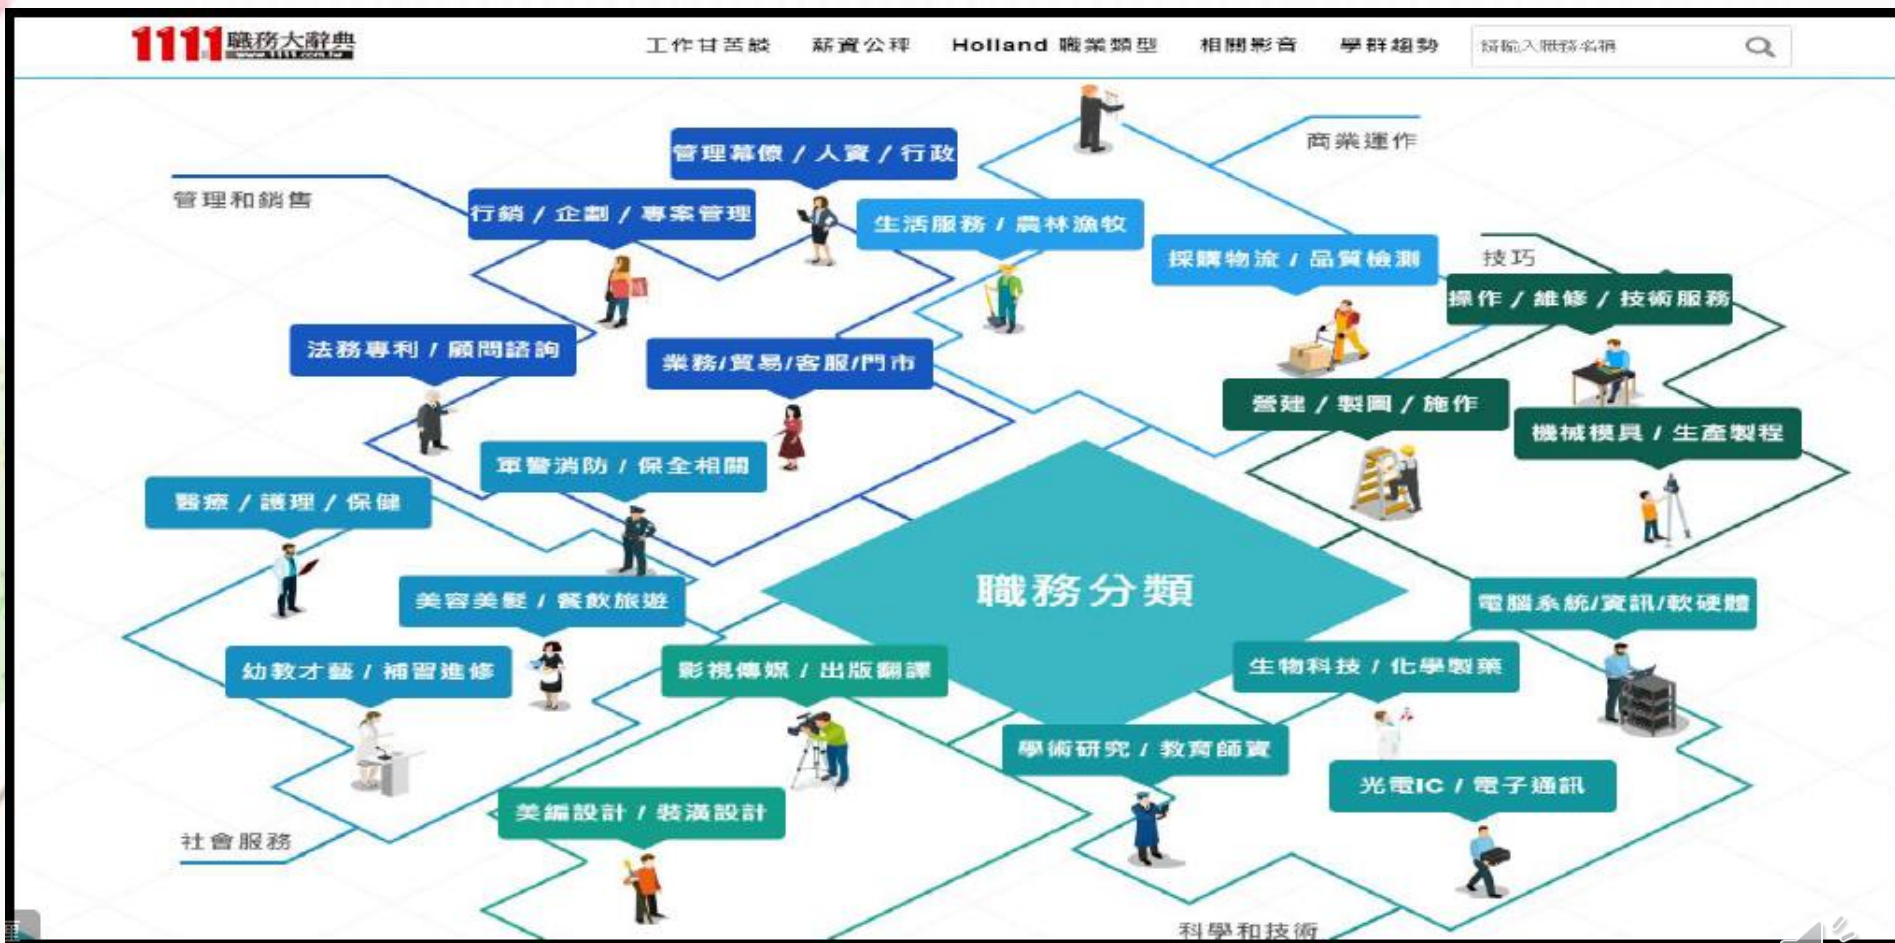 1111 職務大辭典
www.1111.com.tw
工作甘苦談 薪資公秤 Holland 職業類型 相關影音 學群趨勢 請輸入職務名稱
商業運作
管理幕僚 / 人資 / 行政
管理和銷售
行銷 / 企劃 / 專案管理
生活服務 / 農林漁牧
採購物流 / 品質檢測
技巧
操作 / 維修 / 技術服務
法務專利 / 顧問諮詢
業務/貿易/客服/門市
營建 / 製圖 / 施作
機械模具 / 生產製程
軍警消防 / 保全相關
醫療 / 護理 / 保健
職務分類
美容美髮 / 餐飲旅遊
電腦系統/資訊/軟硬體
幼教才藝 / 補習進修
影視傳媒 / 出版翻譯
生物科技 / 化學製藥
學術研究 / 教育師資
光電IC / 電子通訊
美編設計 / 裝潢設計
社會服務
科學和技術